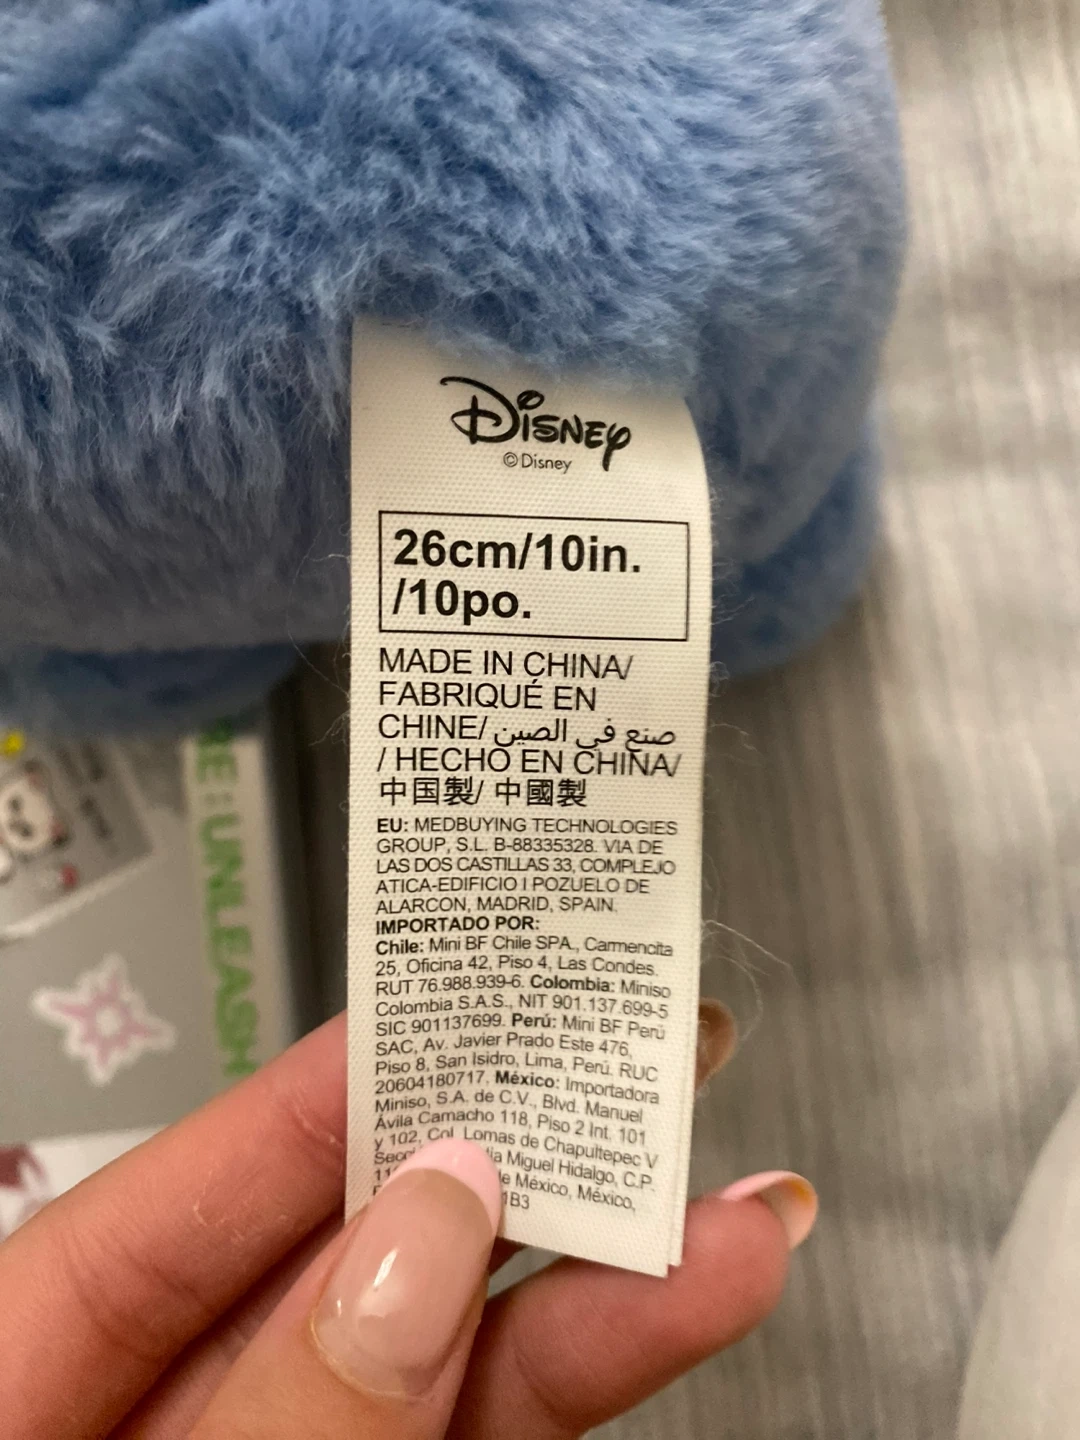 Disney
©Disney
26cm/10in.
/10po.
MADE IN CHINA/
FABRIQUÉ EN
CHINE/ صنع في الصين
/ HECHO EN CHINA/
中国製/ 中國製
EU: MEDBUYING TECHNOLOGIES
GROUP, S.L. B-88335328. VIA DE
LAS DOS CASTILLAS 33, COMPLEJO
ATICA-EDIFICIO I POZUELO DE
ALARCON, MADRID, SPAIN.
IMPORTADO POR:
Chile: Mini BF Chile SPA., Carmencita
25, Oficina 42, Piso 4, Las Condes.
RUT 76.988.939-6. Colombia: Miniso
Colombia S.A.S., NIT 901.137.699-5
SIC 901137699. Perú: Mini BF Perú
SAC, Av. Javier Prado Este 476,
Piso 8, San Isidro, Lima, Perú. RUC
20604180717. México: Importadora
Miniso, S.A. de C.V., Blvd. Manuel
Ávila Camacho 118, Piso 2 Int. 101
y 102, Col. Lomas de Chapultepec V
Miguel Hidalgo, C.P.
de México, México,
1B3
RE : UNLEASH